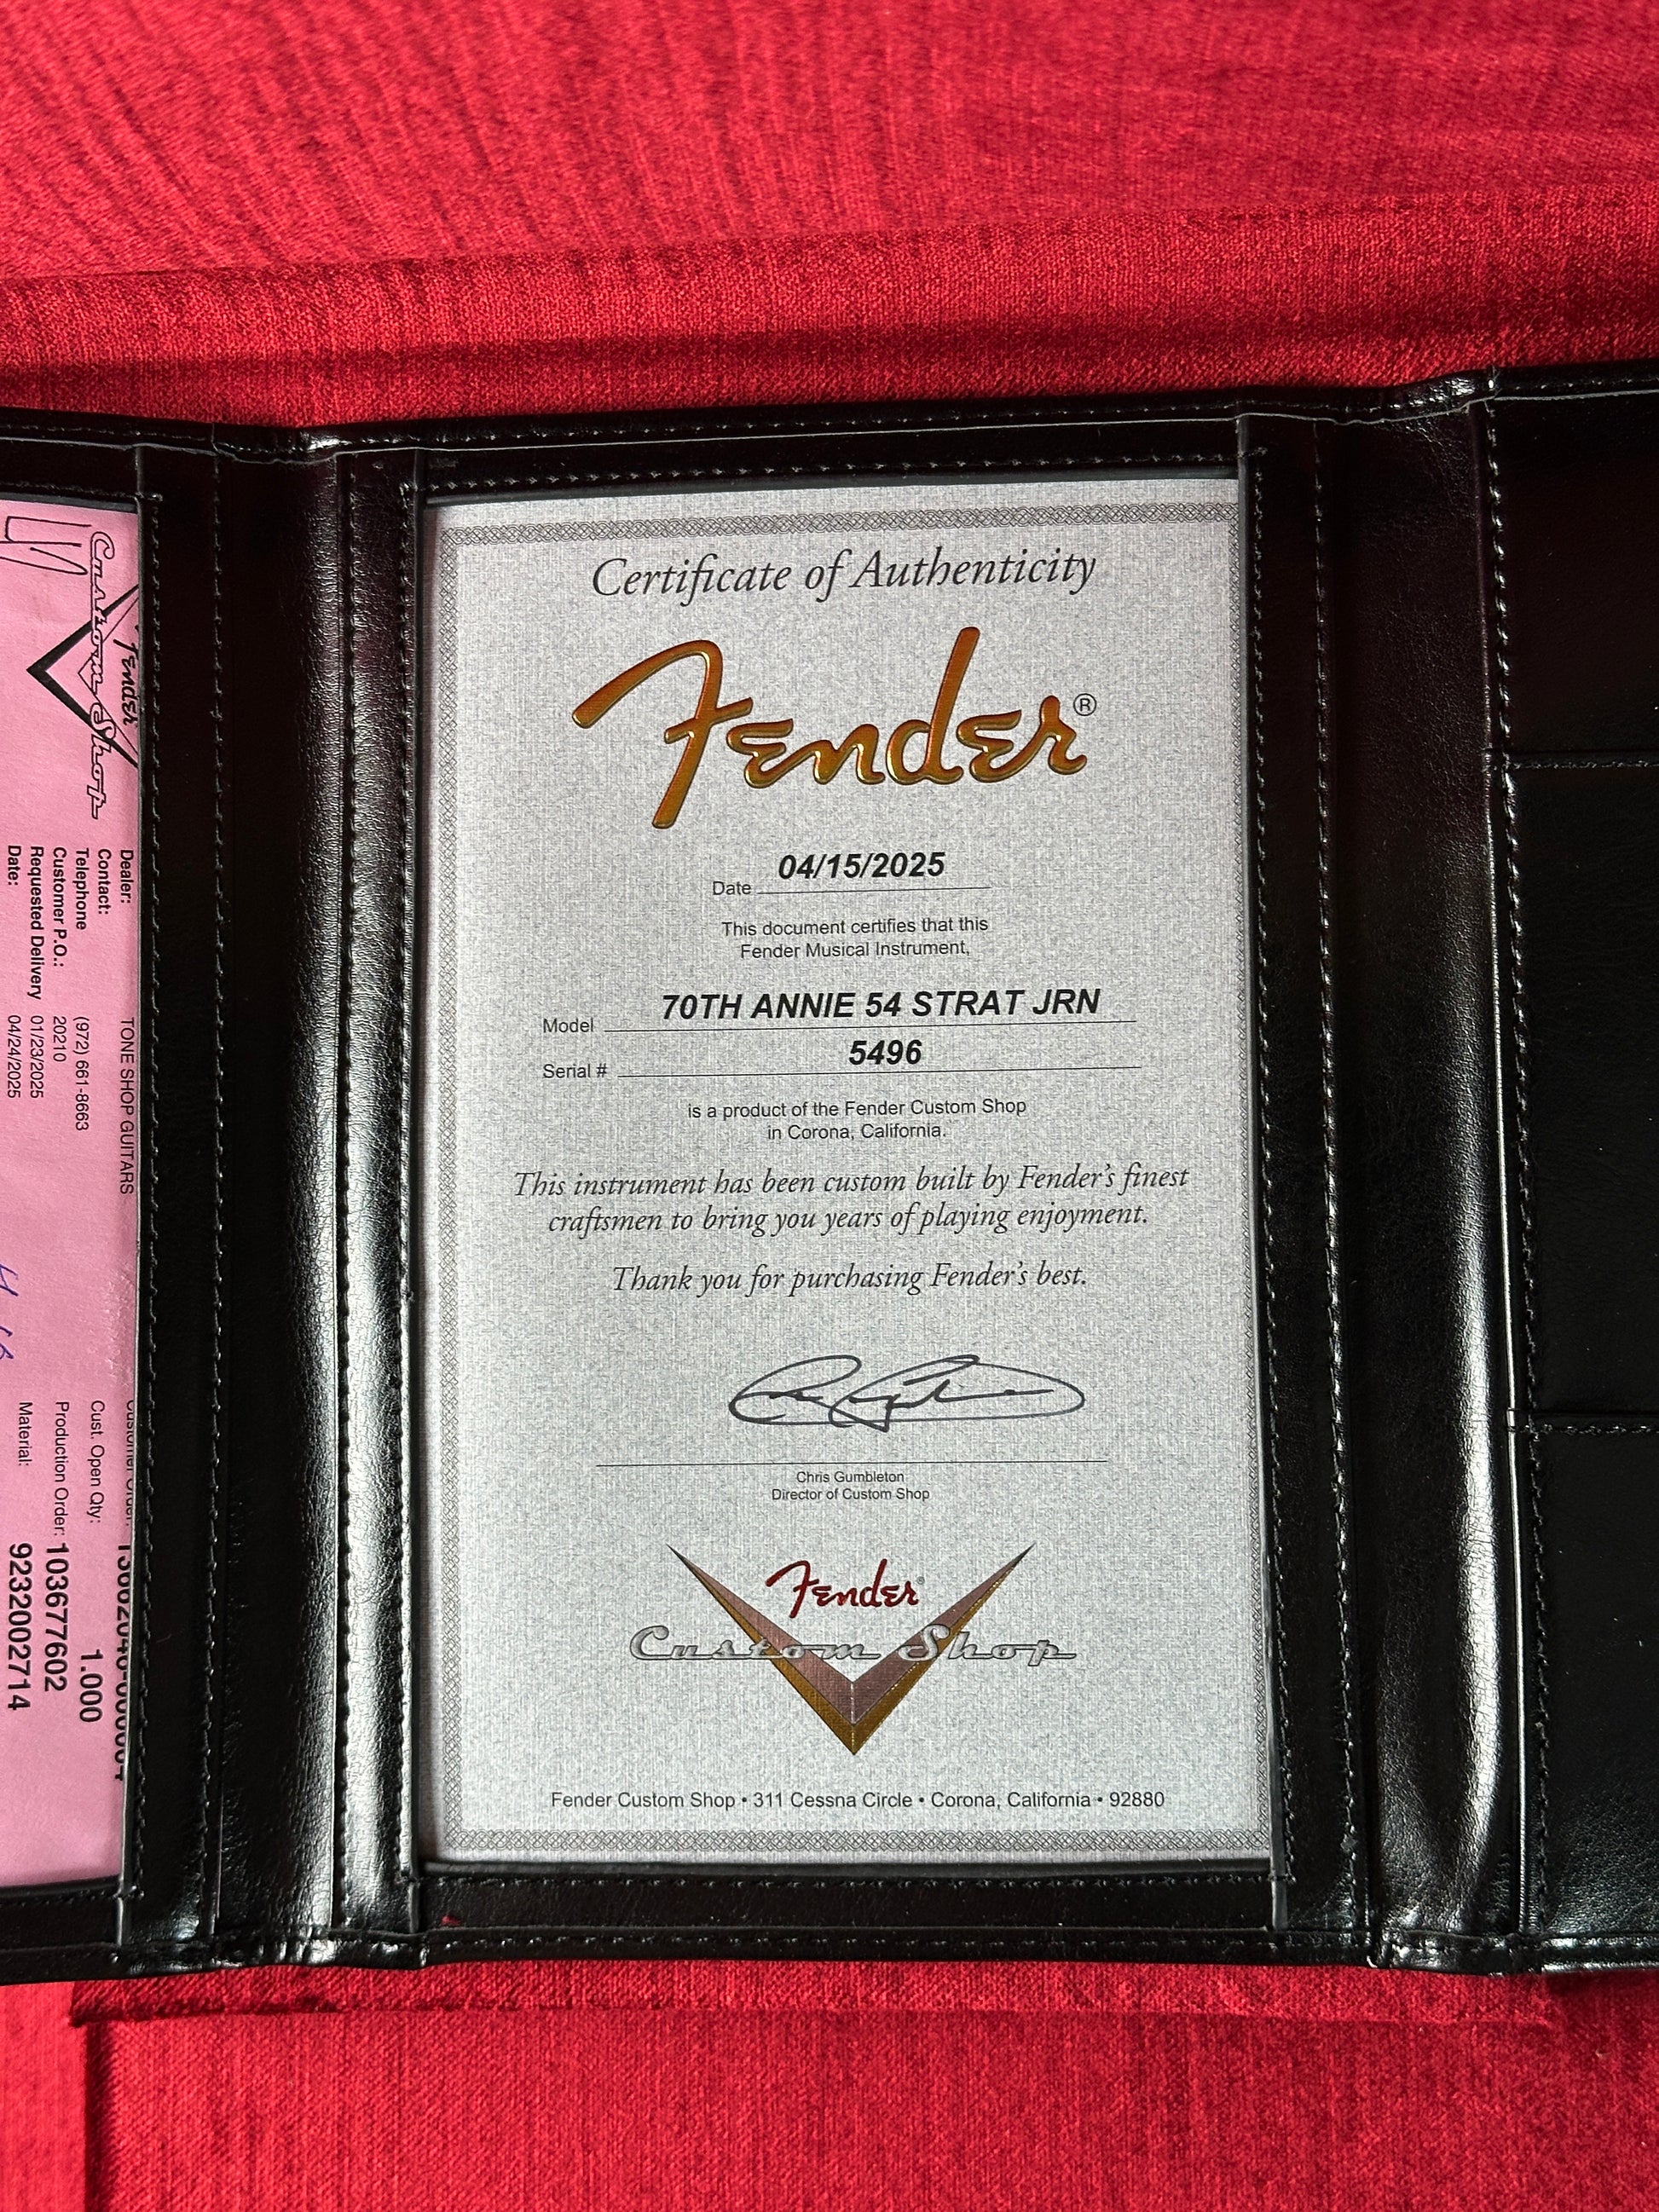 Certificate of Authenticity
Fender®
Date 04/15/2025
This document certifies that this
Fender Musical Instrument,
Model 70TH ANNIE 54 STRAT JRN
Serial # 5496
is a product of the Fender Custom Shop
in Corona, California.
This instrument has been custom built by Fender's finest
craftsmen to bring you years of playing enjoyment.
Thank you for purchasing Fender's best.
Chris Gumbleton
Director of Custom Shop
Fender®
Custom Shop
Fender Custom Shop • 311 Cessna Circle • Corona, California • 92880
Fender
Custom Shop
Dealer: TONE SHOP GUITARS
Contact:
Telephone (972) 661-8663
Customer P.O.: 20210
Requested Delivery 01/23/2025
Date: 04/24/2025
Cust. Open Qty: 1.000
Production Order: 103677602
Material: 9232002714